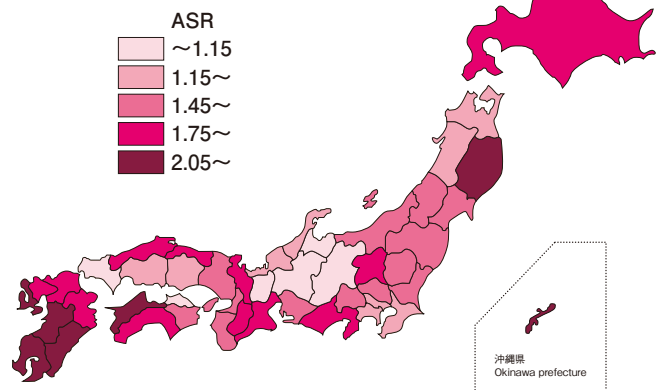 ASR
～1.15
1.15～
1.45～
1.75～
2.05～
沖縄県
Okinawa prefecture